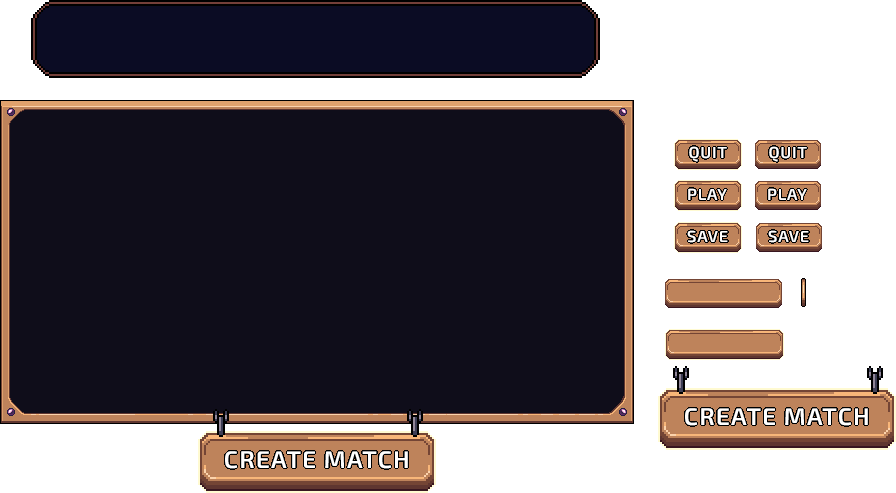 QUIT QUIT
PLAY PLAY
SAVE SAVE
CREATE MATCH
CREATE MATCH